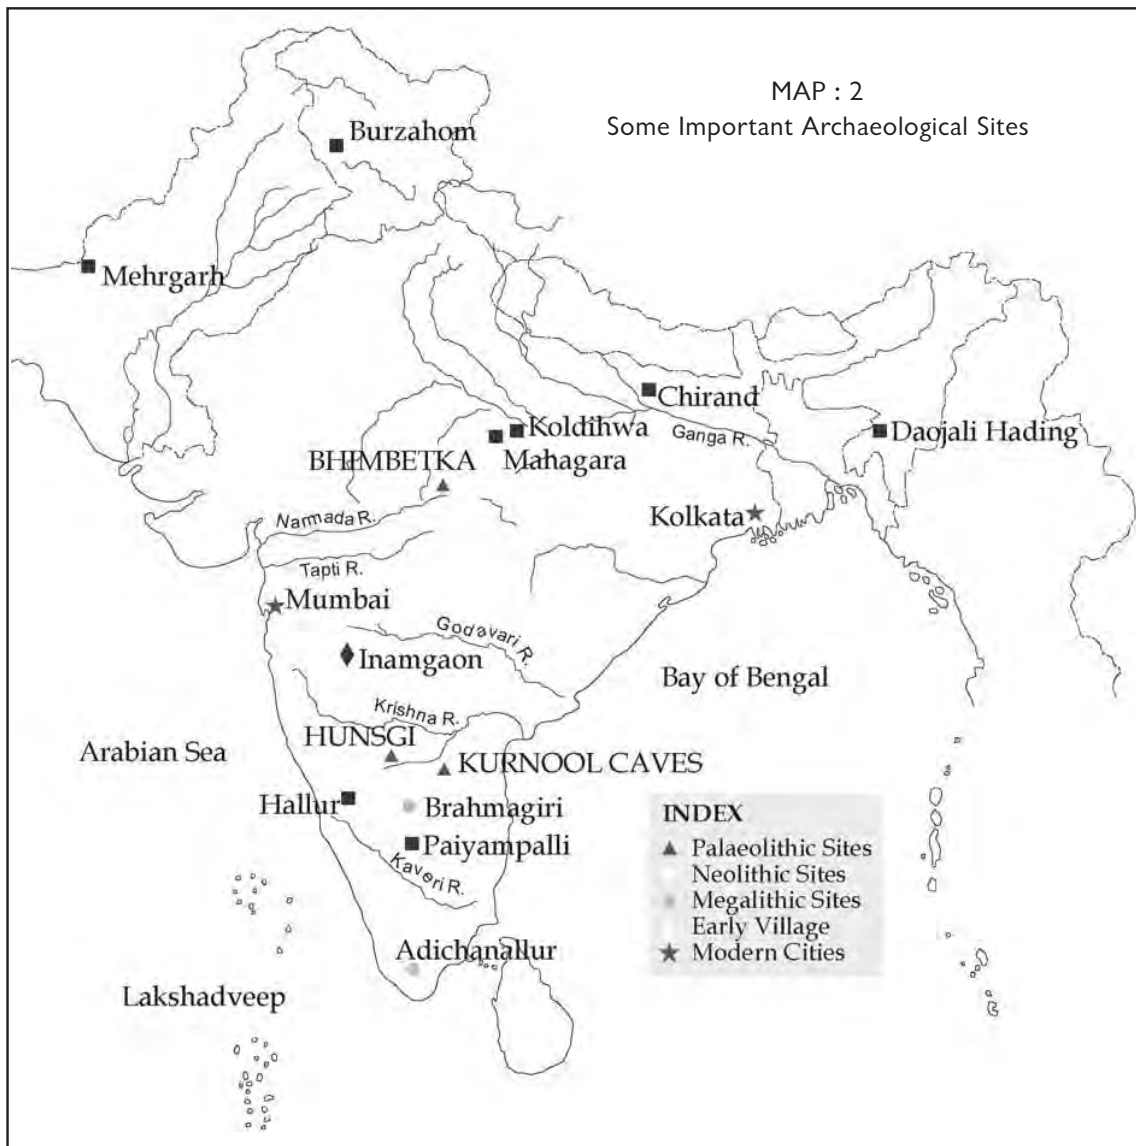 MAP : 2
Some Important Archaeological Sites
Burzahom
Mehrgarh
Chirand
Koldihwa
Ganga R.
Daojali Hading
Mahagara
BHIMBETKA
Narmada R.
Kolkata
Tapti R.
Mumbai
Godavari R.
Inamgaon
Bay of Bengal
Krishna R.
HUNSGI
Arabian Sea
KURNOOL CAVES
Hallur
Brahmagiri
Paiyampalli
Kaveri R.
Adichanallur
Lakshadveep
INDEX
Palaeolithic Sites
Neolithic Sites
Megalithic Sites
Early Village
Modern Cities